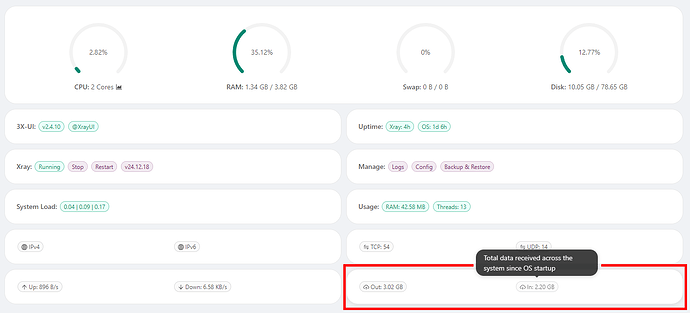 2.82%
35.12%
0%
12.77%
CPU: 2 Cores
RAM: 1.34 GB / 3.82 GB
Swap: 0 B / 0 B
Disk: 10.05 GB / 78.65 GB
3X-UI: v2.4.10 @XrayUI
Uptime: Xray: 4h OS: 1d 6h
Xray: Running Stop Restart v24.12.18
Manage: Logs Config Backup & Restore
System Load: 0.04 | 0.09 | 0.17
Usage: RAM: 42.58 MB Threads: 13
IPv4 IPv6
TCP: 54 UDP: 14
Total data received across the
system since OS startup
Up: 896 B/s Down: 6.58 KB/s
Out: 3.02 GB In: 2.20 GB